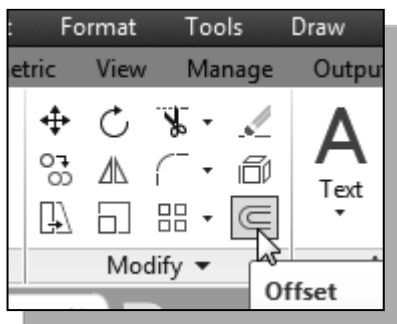 Format Tools Draw
etric View Manage Outpu
Text
Modify
Offset